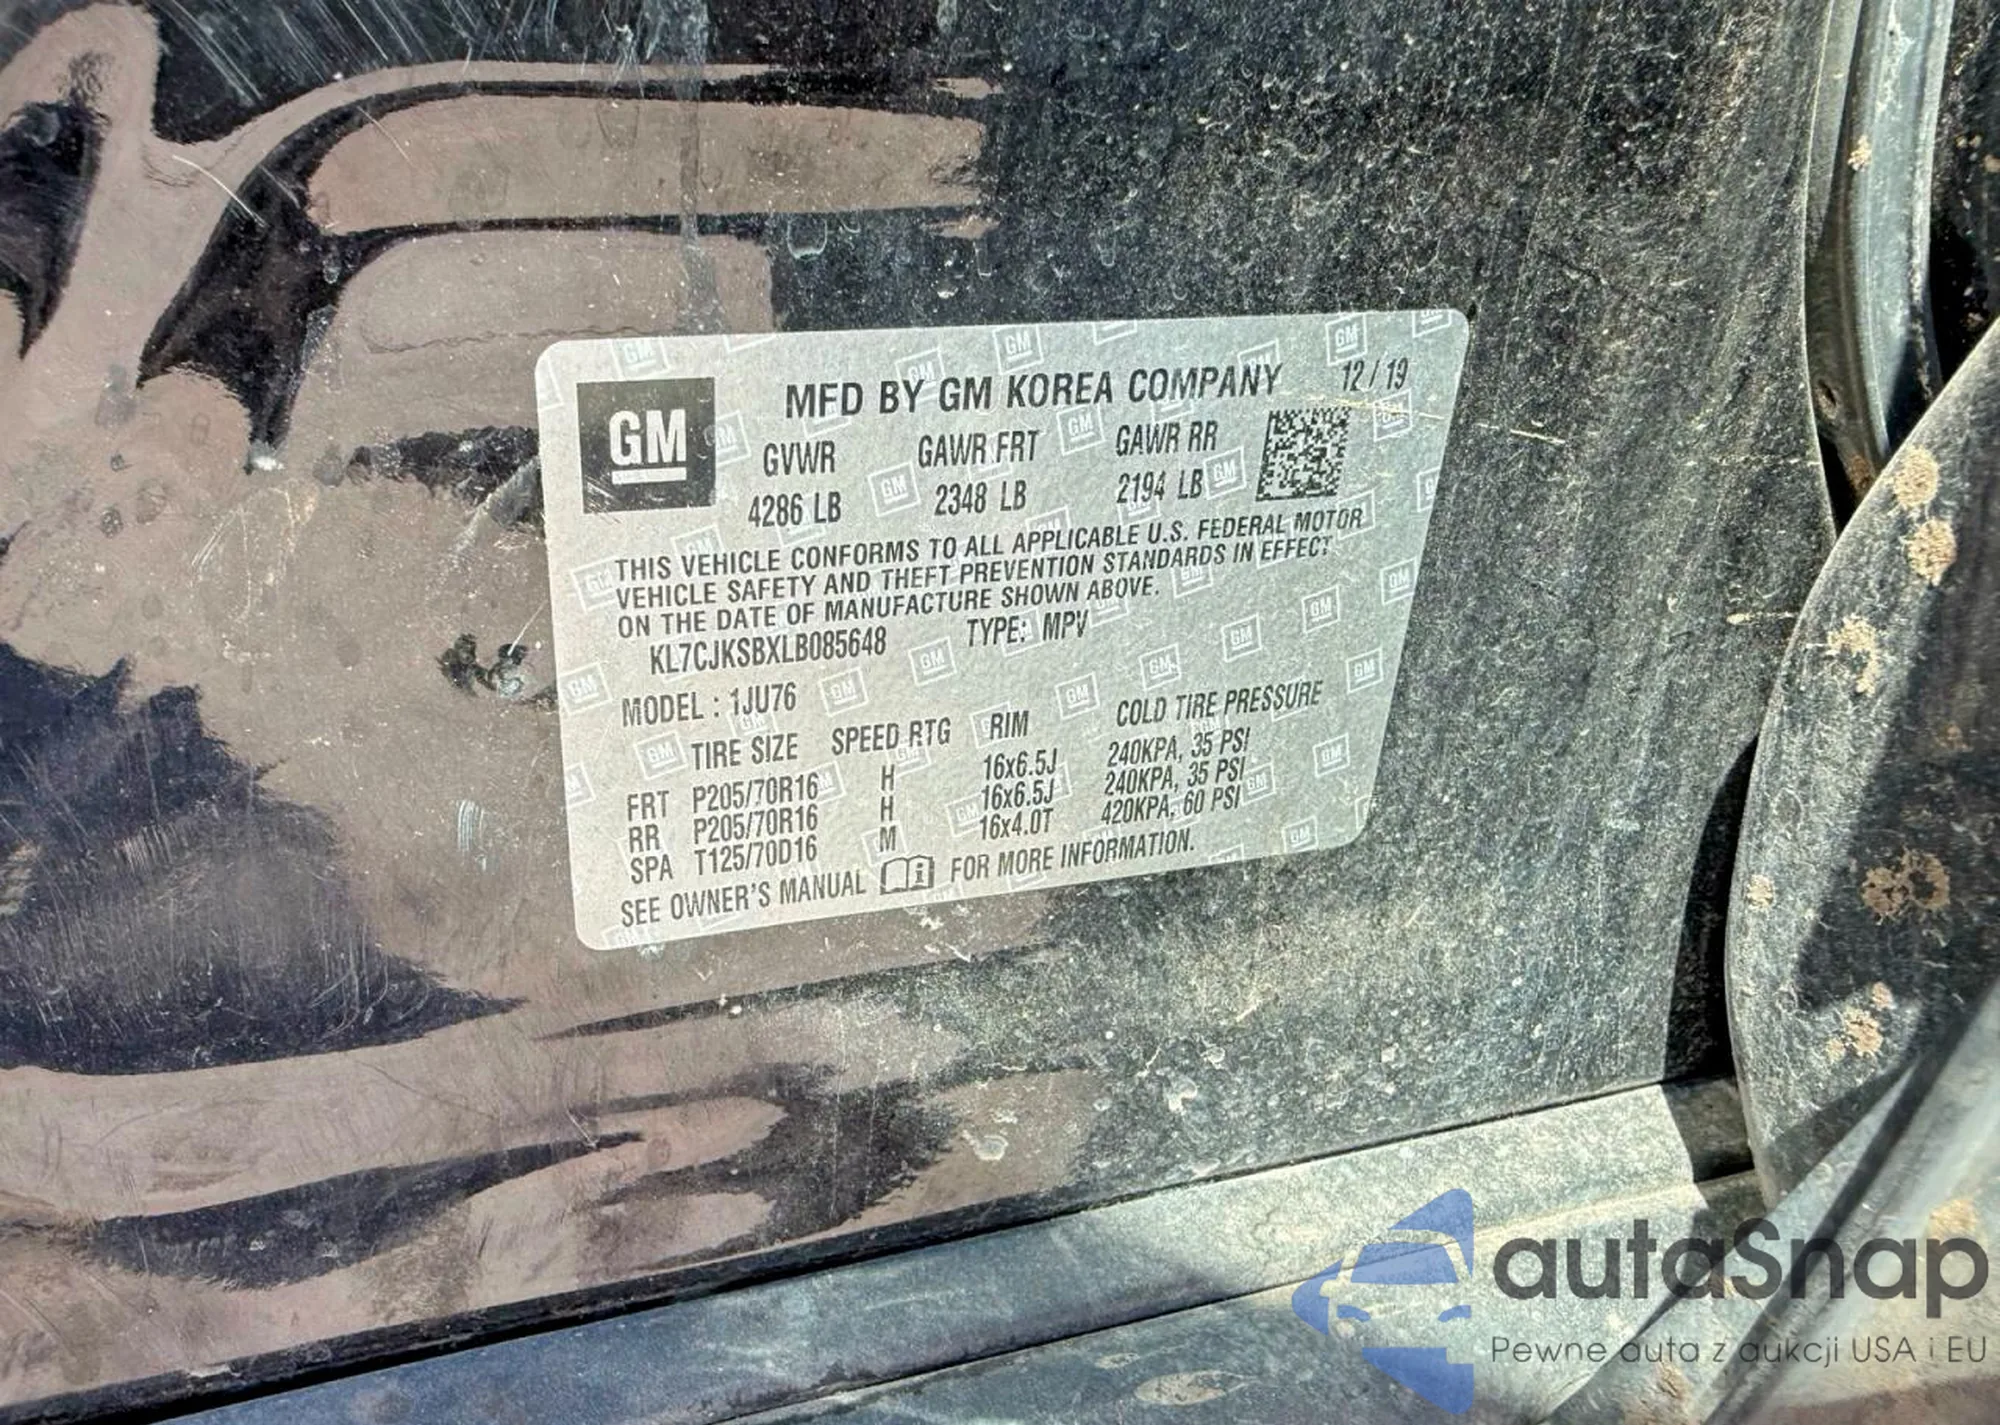 GM
MFD BY GM KOREA COMPANY 12 / 19
GVWR GAWR FRT GAWR RR
4286 LB 2348 LB 2194 LB
THIS VEHICLE CONFORMS TO ALL APPLICABLE U.S. FEDERAL MOTOR
VEHICLE SAFETY AND THEFT PREVENTION STANDARDS IN EFFECT
ON THE DATE OF MANUFACTURE SHOWN ABOVE.
KL7CJKSBXLB085648 TYPE: MPV
MODEL : 1JU76
TIRE SIZE SPEED RTG RIM COLD TIRE PRESSURE
FRT P205/70R16 H 16x6.5J 240KPA, 35 PSI
RR P205/70R16 H 16x6.5J 240KPA, 35 PSI
SPA T125/70D16 M 16x4.0T 420KPA, 60 PSI
SEE OWNER'S MANUAL FOR MORE INFORMATION.
autaSnap
Pewne auta z aukcji USA i EU